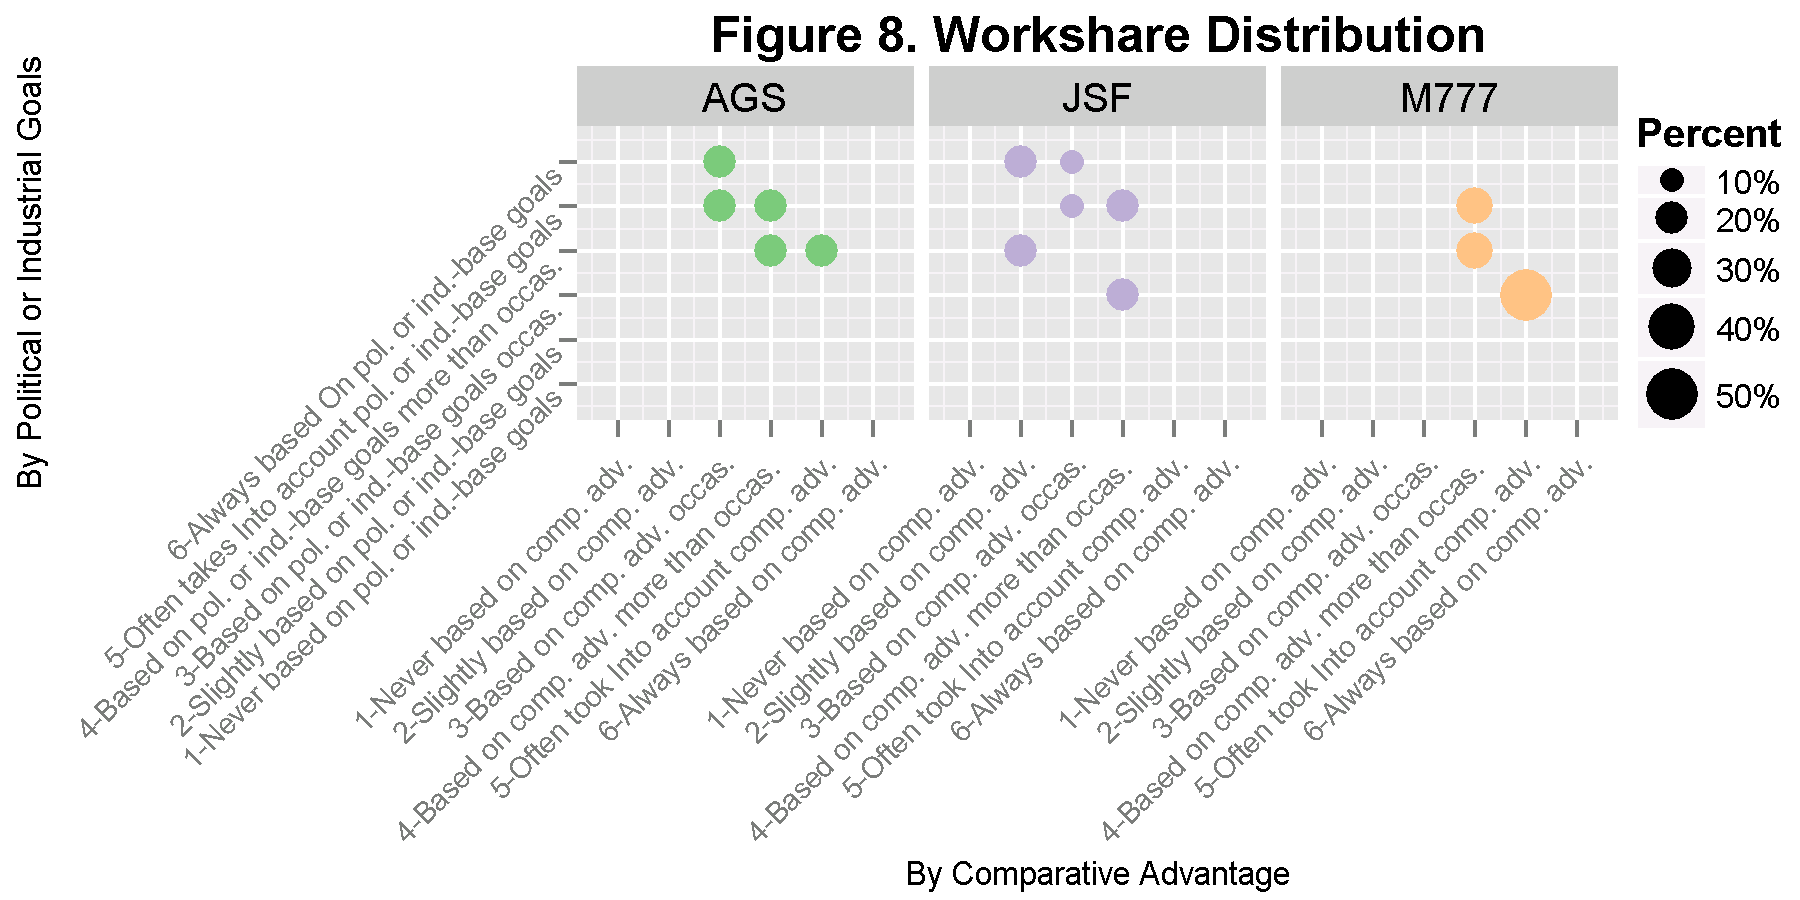 Figure 8. Workshare Distribution
AGS
JSF
M777
By Political or Industrial Goals
6-Always based On pol. or ind.-base goals
5-Often takes Into account pol. or ind.-base goals
4-Based on pol. or ind.-base goals more than occas.
3-Based on pol. or ind.-base goals occas.
2-Slightly based on pol. or ind.-base goals
1-Never based on pol. or ind.-base goals
1-Never based on comp. adv.
2-Slightly based on comp. adv.
3-Based on comp. adv. occas.
4-Based on comp. adv. more than occas.
5-Often took Into account comp. adv.
6-Always based on comp. adv.
1-Never based on comp. adv.
2-Slightly based on comp. adv.
3-Based on comp. adv. occas.
4-Based on comp. adv. more than occas.
5-Often took Into account comp. adv.
6-Always based on comp. adv.
1-Never based on comp. adv.
2-Slightly based on comp. adv.
3-Based on comp. adv. occas.
4-Based on comp. adv. more than occas.
5-Often took Into account comp. adv.
6-Always based on comp. adv.
By Comparative Advantage
Percent
10%
20%
30%
40%
50%